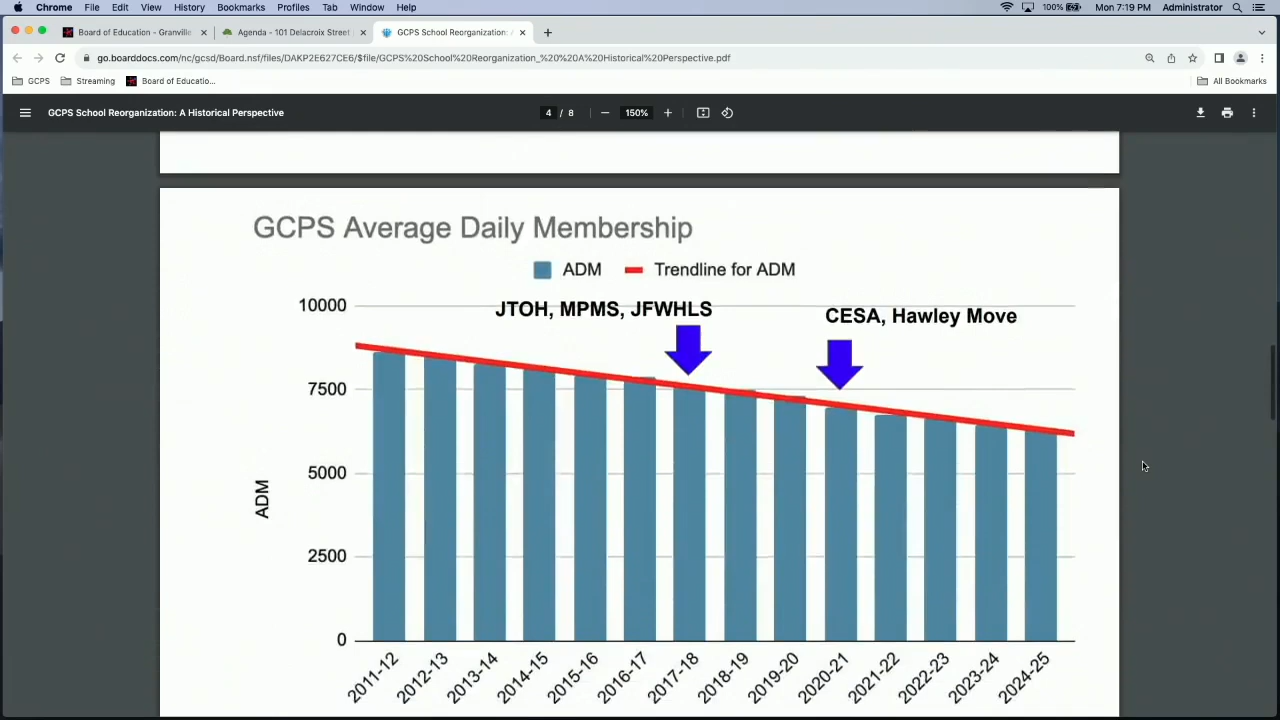 Chrome File Edit View History Bookmarks Profiles Tab Window Help 100% Mon 7:19 PM Administrator
Board of Education - Granville Agenda - 101 Delacroix Street GCPS School Reorganization:
go.boarddocs.com/nc/gcsd/Board.nsf/files/DAKP2E627CE6/$file/GCPS%20School%20Reorganization_%20%20A%20Historical%20Perspective.pdf
GCPS Streaming Board of Educatio... All Bookmarks
GCPS School Reorganization: A Historical Perspective 4 / 8 150%
GCPS Average Daily Membership
ADM Trendline for ADM
10000
JTOH, MPMS, JFWHLS
CESA, Hawley Move
7500
5000
ADM
2500
0
2011-12 2012-13 2013-14 2014-15 2015-16 2016-17 2017-18 2018-19 2019-20 2020-21 2021-22 2022-23 2023-24 2024-25